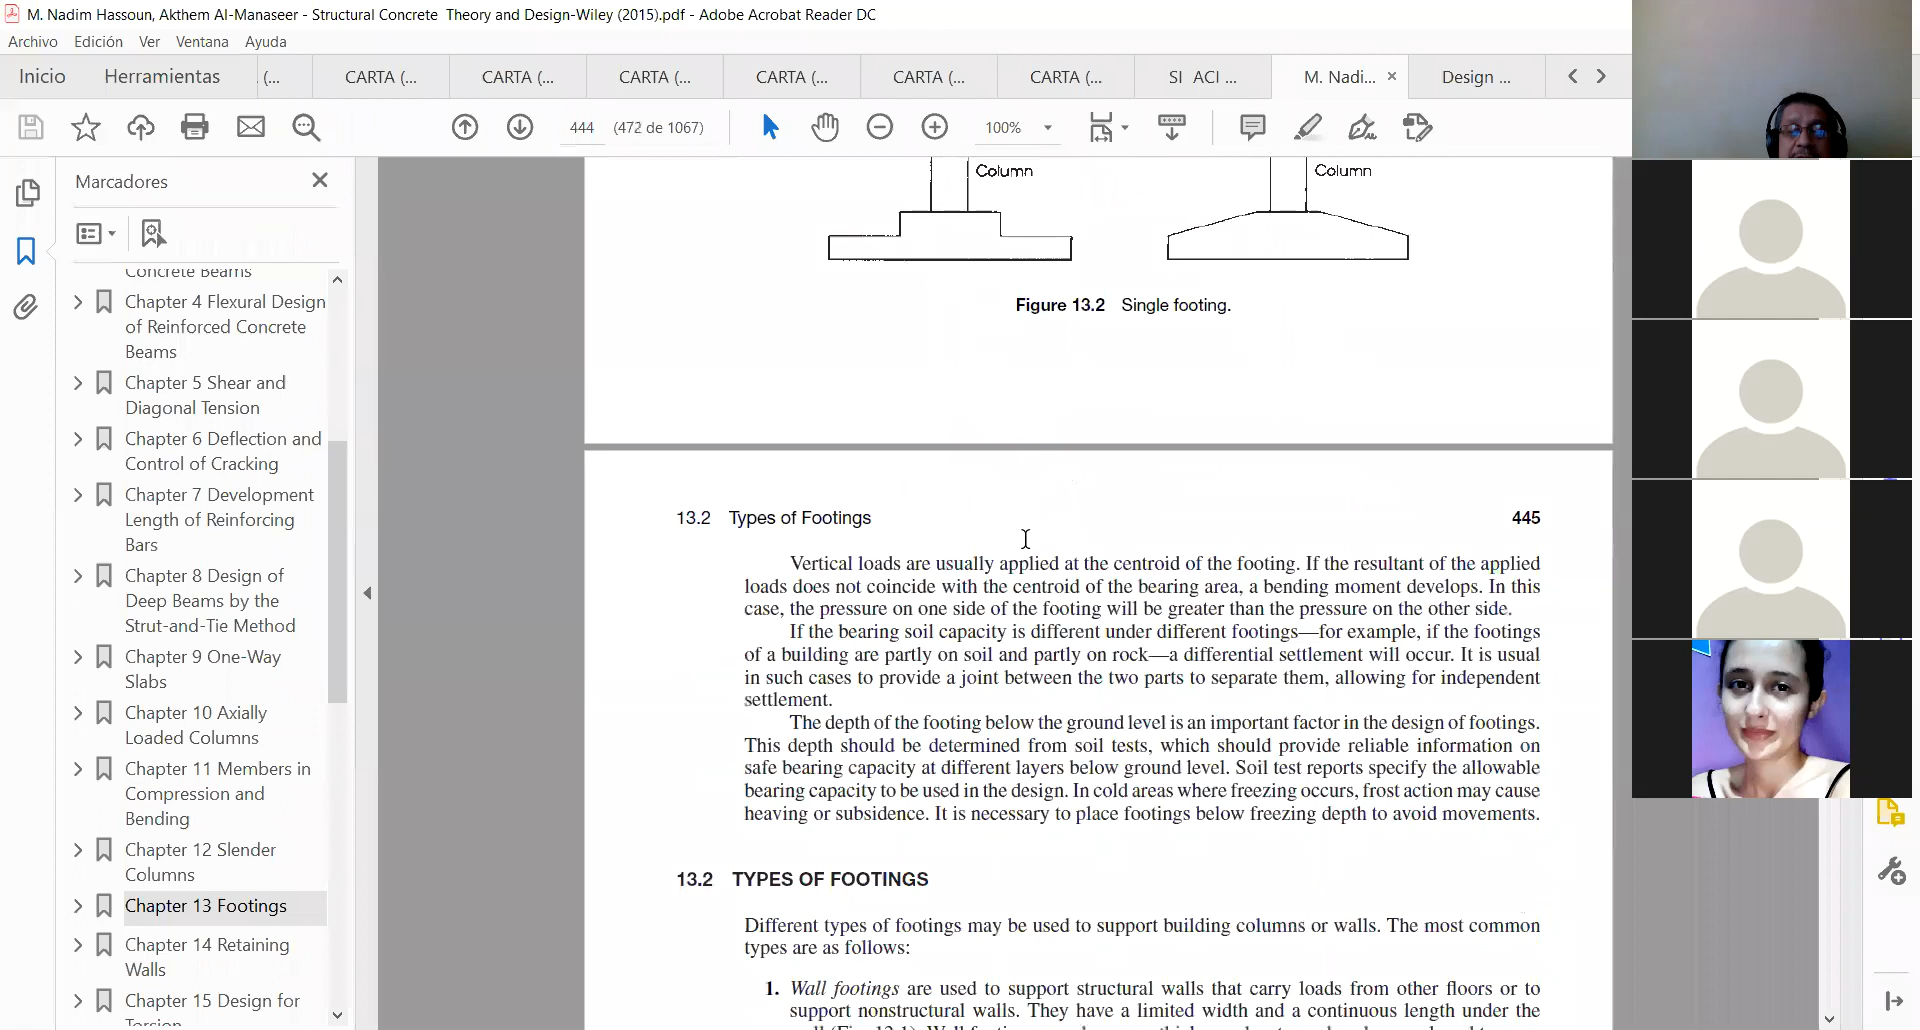 M. Nadim Hassoun, Akthem Al-Manaseer - Structural Concrete Theory and Design-Wiley (2015).pdf - Adobe Acrobat Reader DC
Archivo Edición Ver Ventana Ayuda
Inicio Herramientas (... CARTA (... CARTA (... CARTA (... CARTA (... CARTA (... CARTA (... SI ACI ... M. Nadi... × Design ...
444 (472 de 1067) 100%
Marcadores
Concrete Beams
Chapter 4 Flexural Design
of Reinforced Concrete
Beams
Chapter 5 Shear and
Diagonal Tension
Chapter 6 Deflection and
Control of Cracking
Chapter 7 Development
Length of Reinforcing
Bars
Chapter 8 Design of
Deep Beams by the
Strut-and-Tie Method
Chapter 9 One-Way
Slabs
Chapter 10 Axially
Loaded Columns
Chapter 11 Members in
Compression and
Bending
Chapter 12 Slender
Columns
Chapter 13 Footings
Chapter 14 Retaining
Walls
Chapter 15 Design for
Column Column
Figure 13.2 Single footing.
13.2 Types of Footings 445
Vertical loads are usually applied at the centroid of the footing. If the resultant of the applied
loads does not coincide with the centroid of the bearing area, a bending moment develops. In this
case, the pressure on one side of the footing will be greater than the pressure on the other side.
If the bearing soil capacity is different under different footings—for example, if the footings
of a building are partly on soil and partly on rock—a differential settlement will occur. It is usual
in such cases to provide a joint between the two parts to separate them, allowing for independent
settlement.
The depth of the footing below the ground level is an important factor in the design of footings.
This depth should be determined from soil tests, which should provide reliable information on
safe bearing capacity at different layers below ground level. Soil test reports specify the allowable
bearing capacity to be used in the design. In cold areas where freezing occurs, frost action may cause
heaving or subsidence. It is necessary to place footings below freezing depth to avoid movements.
13.2 TYPES OF FOOTINGS
Different types of footings may be used to support building columns or walls. The most common
types are as follows:
1. Wall footings are used to support structural walls that carry loads from other floors or to
support nonstructural walls. They have a limited width and a continuous length under the